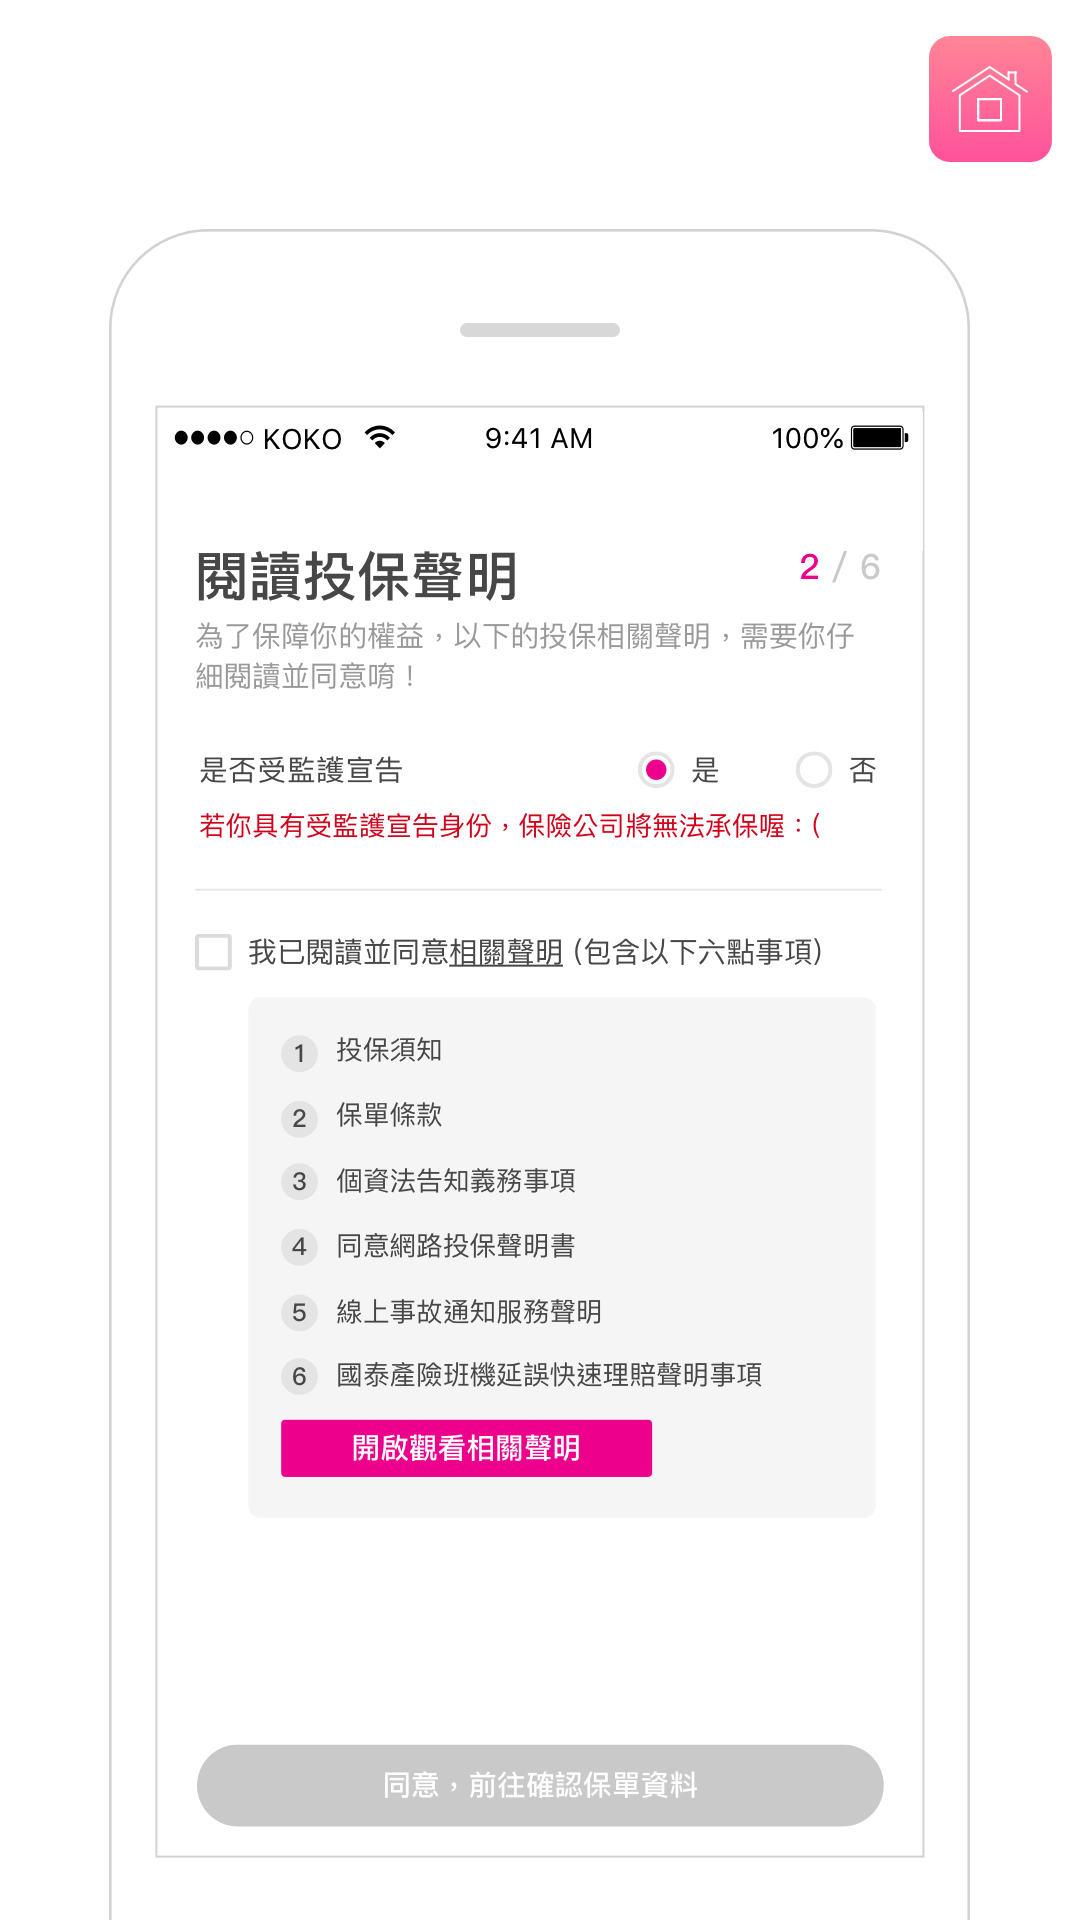 KOKO 9:41 AM 100%
閱讀投保聲明 2 / 6
為了保障你的權益，以下的投保相關聲明，需要你仔
細閱讀並同意唷！
是否受監護宣告 是 否
若你具有受監護宣告身份，保險公司將無法承保喔：(
我已閱讀並同意相關聲明 (包含以下六點事項)
1 投保須知
2 保單條款
3 個資法告知義務事項
4 同意網路投保聲明書
5 線上事故通知服務聲明
6 國泰產險班機延誤快速理賠聲明事項
開啟觀看相關聲明
同意，前往確認保單資料